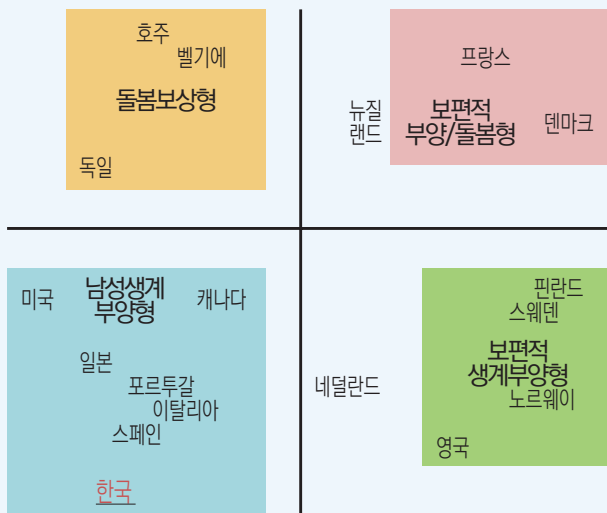 호주
벨기에
돌봄보상형
독일
프랑스
뉴질
랜드
보편적
부양/돌봄형
덴마크
미국
남성생계
부양형
캐나다
일본
포르투갈
이탈리아
스페인
한국
네덜란드
핀란드
스웨덴
보편적
생계부양형
노르웨이
영국